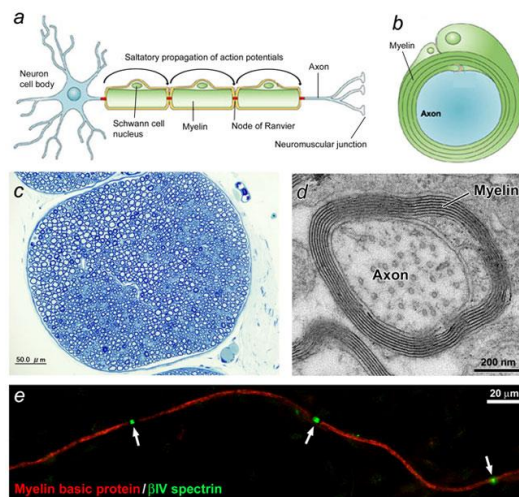 a
Saltatory propagation of action potentials
Neuron
cell body
Axon
Schwann cell
nucleus
Myelin
Node of Ranvier
Neuromuscular junction
b
Myelin
Axon
c
50.0 µm
d
Myelin
Axon
200 nm
e
20 µm
Myelin basic protein/βIV spectrin